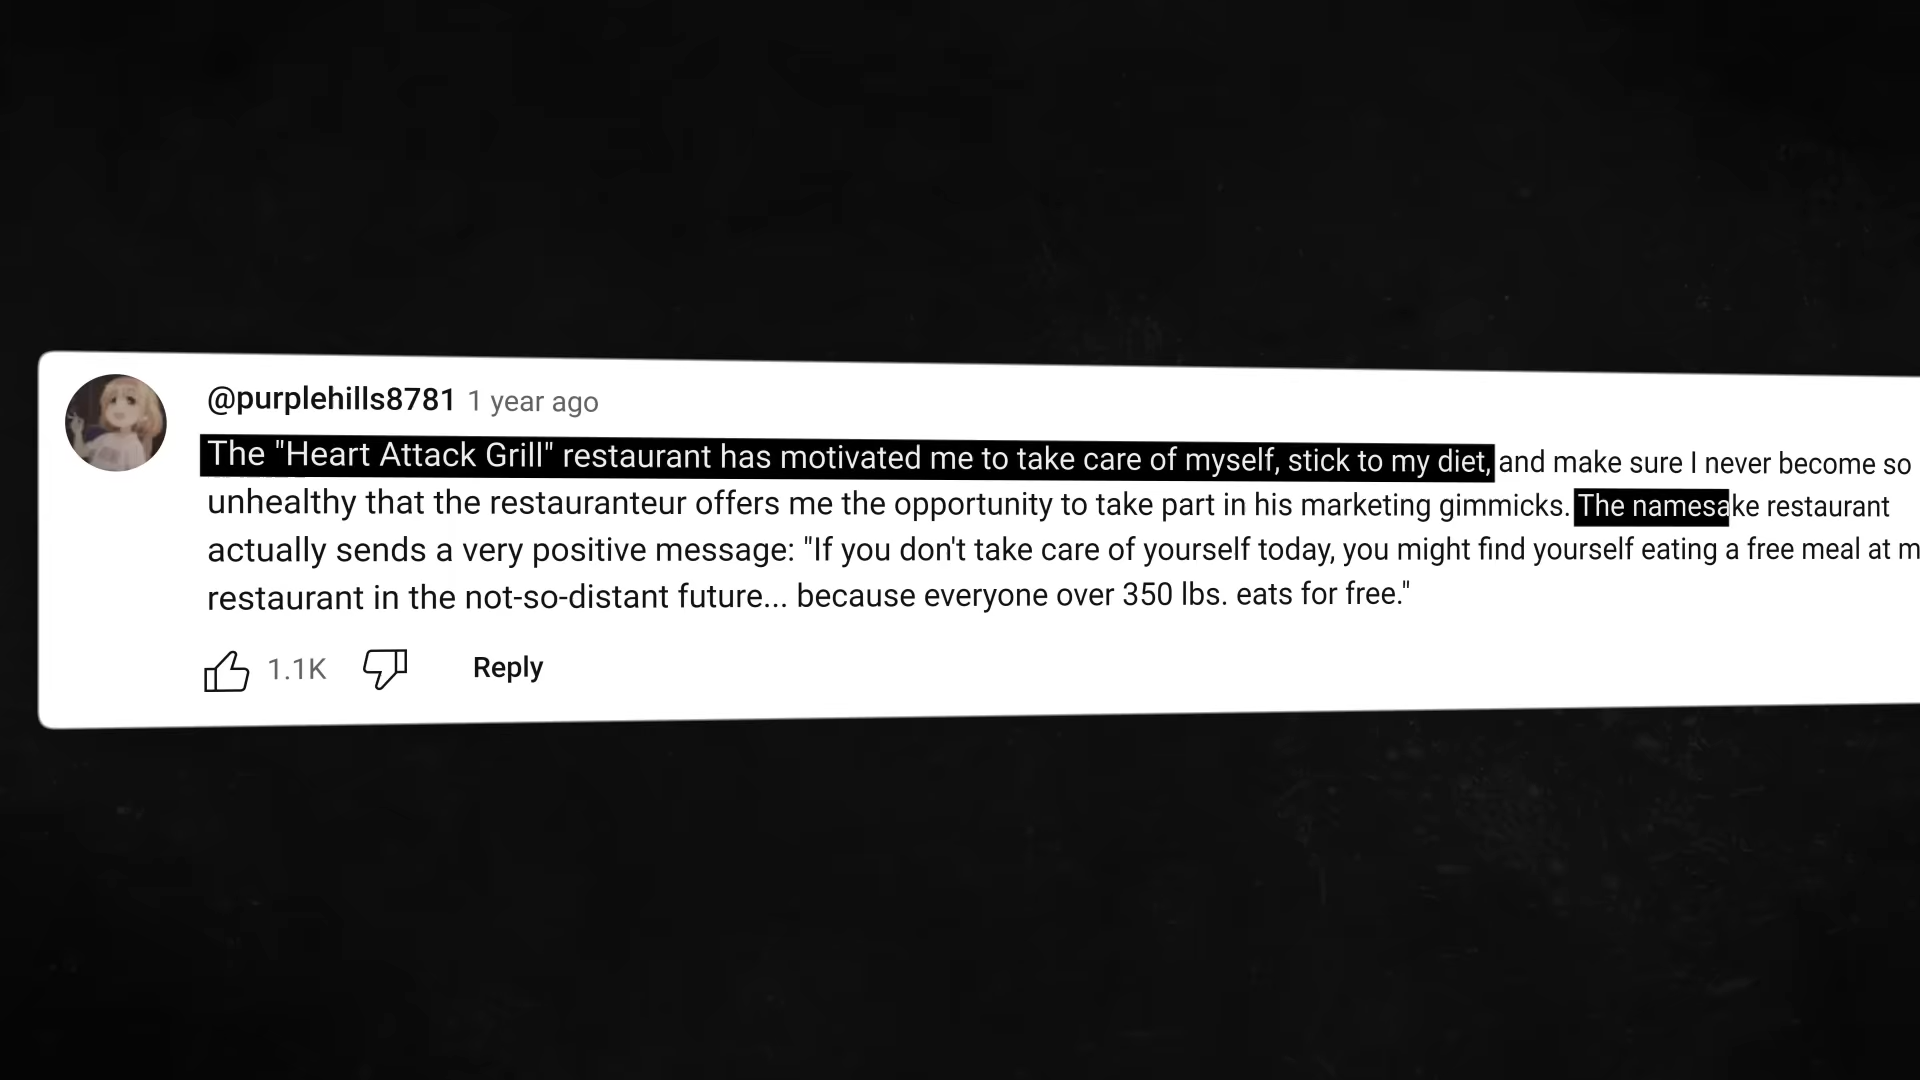 @purplehills8781 1 year ago
The "Heart Attack Grill" restaurant has motivated me to take care of myself, stick to my diet, and make sure I never become so
unhealthy that the restauranteur offers me the opportunity to take part in his marketing gimmicks. The namesake restaurant
actually sends a very positive message: "If you don't take care of yourself today, you might find yourself eating a free meal at
restaurant in the not-so-distant future... because everyone over 350 lbs. eats for free."
1.1K Reply